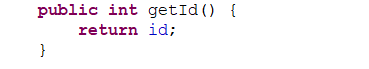 public int getId() {
    return id;
}